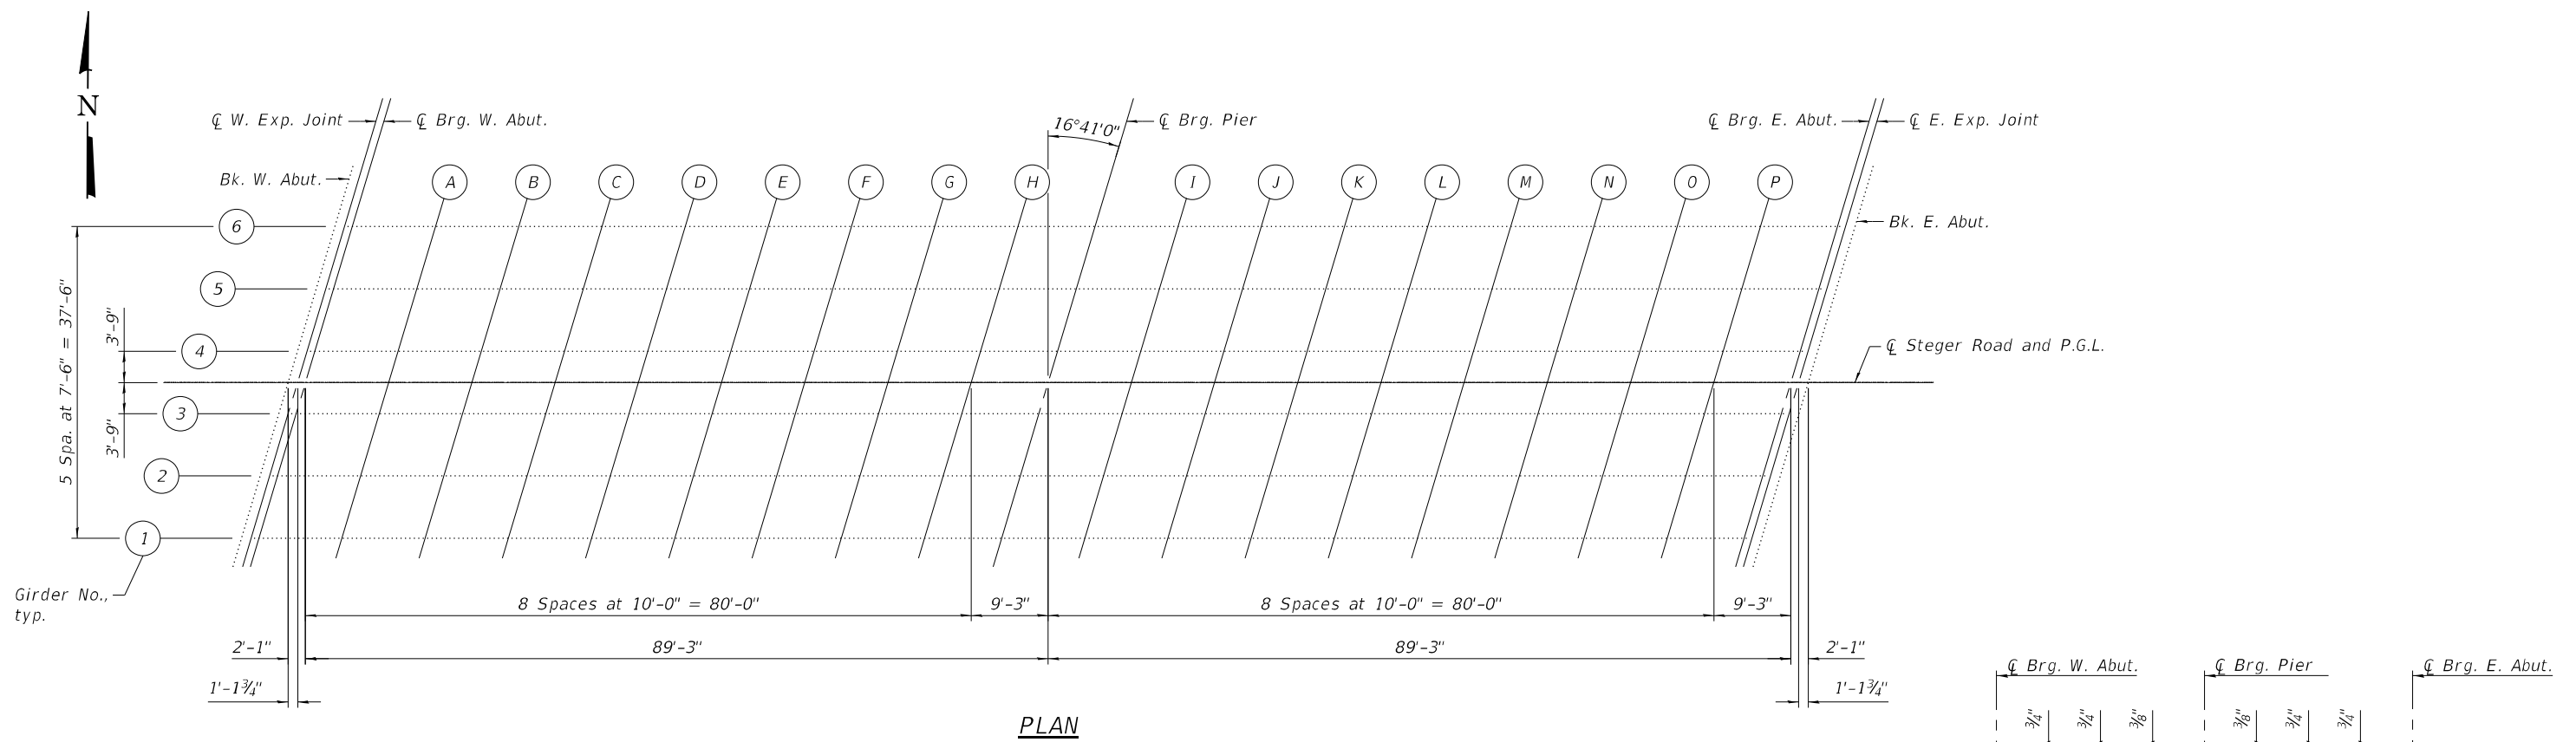 N
℄ W. Exp. Joint
℄ Brg. W. Abut.
16°41'0"
℄ Brg. Pier
℄ Brg. E. Abut.
℄ E. Exp. Joint
Bk. W. Abut.
A B C D E F G H I J K L M N O P
6
Bk. E. Abut.
5
5 Spa. at 7'-6" = 37'-6"
3'-9"
4
℄ Steger Road and P.G.L.
3
3'-9"
2
1
Girder No.,
typ.
8 Spaces at 10'-0" = 80'-0"
9'-3"
8 Spaces at 10'-0" = 80'-0"
9'-3"
2'-1"
89'-3"
89'-3"
2'-1"
1'-1¾"
1'-1¾"
PLAN
℄ Brg. W. Abut.
℄ Brg. Pier
℄ Brg. E. Abut.
¾" ¾" ⅜" ⅜" ¾" ¾"